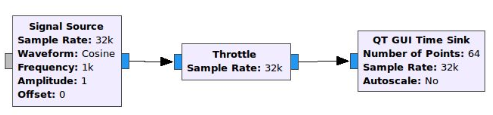 Signal Source
Sample Rate: 32k
Waveform: Cosine
Frequency: 1k
Amplitude: 1
Offset: 0
Throttle
Sample Rate: 32k
QT GUI Time Sink
Number of Points: 64
Sample Rate: 32k
Autoscale: No